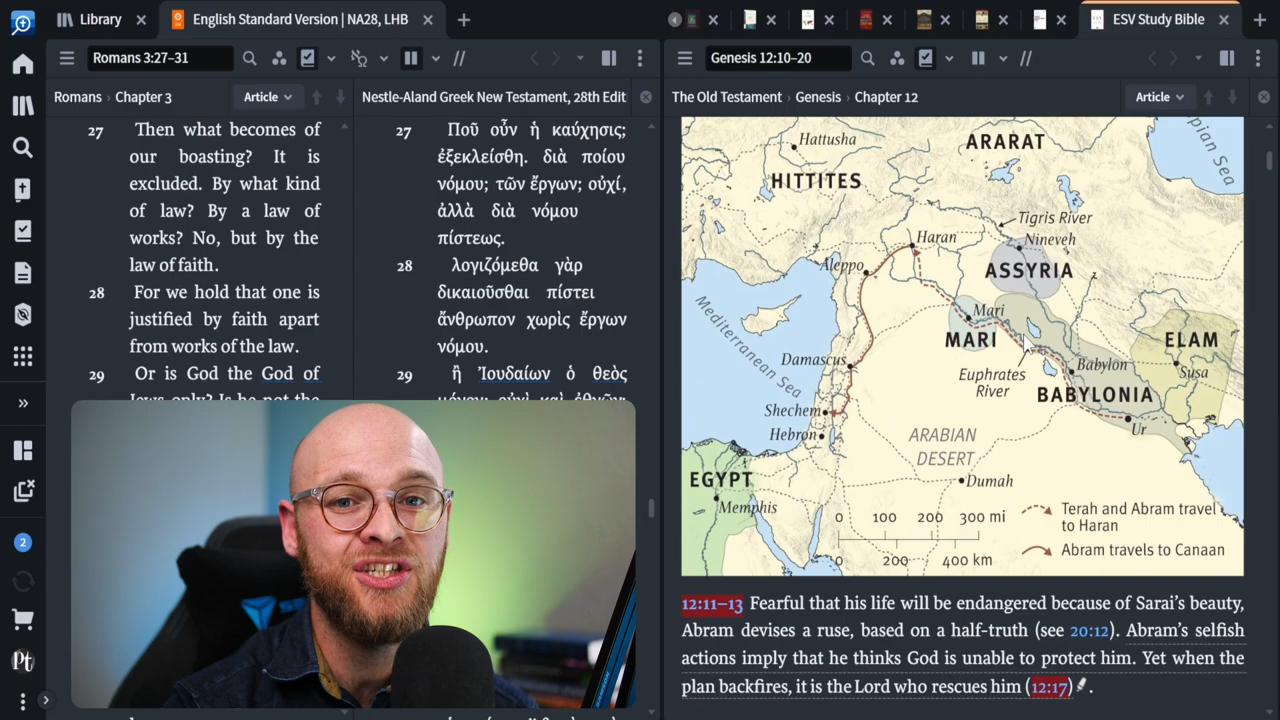 Library
English Standard Version | NA28, LHB
ESV Study Bible
Romans 3:27–31
Genesis 12:10–20
Romans › Chapter 3
Article
Nestle-Aland Greek New Testament, 28th Edit
The Old Testament › Genesis › Chapter 12
Article
27 Then what becomes of
our boasting? It is
excluded. By what kind
of law? By a law of
works? No, but by the
law of faith.
28 For we hold that one is
justified by faith apart
from works of the law.
29 Or is God the God of
Jews only? Is he not the
27 Ποῦ οὖν ἡ καύχησις;
ἐξεκλείσθη. διὰ ποίου
νόμου; τῶν ἔργων; οὐχί,
ἀλλὰ διὰ νόμου
πίστεως.
28 λογιζόμεθα γὰρ
δικαιοῦσθαι πίστει
ἄνθρωπον χωρὶς ἔργων
νόμου.
29 ἢ Ἰουδαίων ὁ θεὸς
Hattusha
ARARAT
HITTITES
pian Sea
Tigris River
Haran
Nineveh
Aleppo
ASSYRIA
Mediterranean Sea
Mari
MARI
ELAM
Damascus
Babylon
Susa
Euphrates
River
BABYLONIA
Shechem
Hebron
Ur
ARABIAN
DESERT
EGYPT
Dumah
Memphis
0 100 200 300 mi
0 200 400 km
Terah and Abram travel
to Haran
Abram travels to Canaan
12:11–13 Fearful that his life will be endangered because of Sarai’s beauty,
Abram devises a ruse, based on a half-truth (see 20:12). Abram’s selfish
actions imply that he thinks God is unable to protect him. Yet when the
plan backfires, it is the Lord who rescues him (12:17).
2
Pt